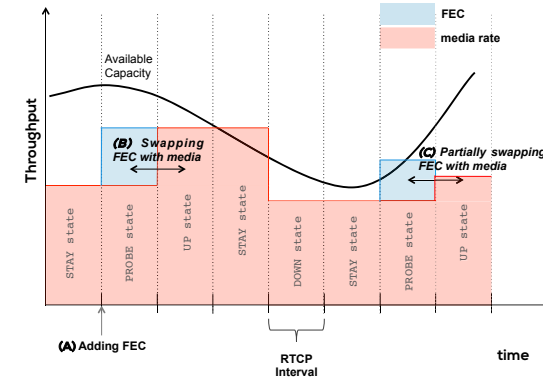 FEC
media rate
Available
Capacity
Throughput
(B) Swapping
FEC with media
(C) Partially swapping
FEC with media
STAY state
PROBE state
UP state
STAY state
DOWN state
STAY state
PROBE state
UP state
(A) Adding FEC
RTCP
Interval
time